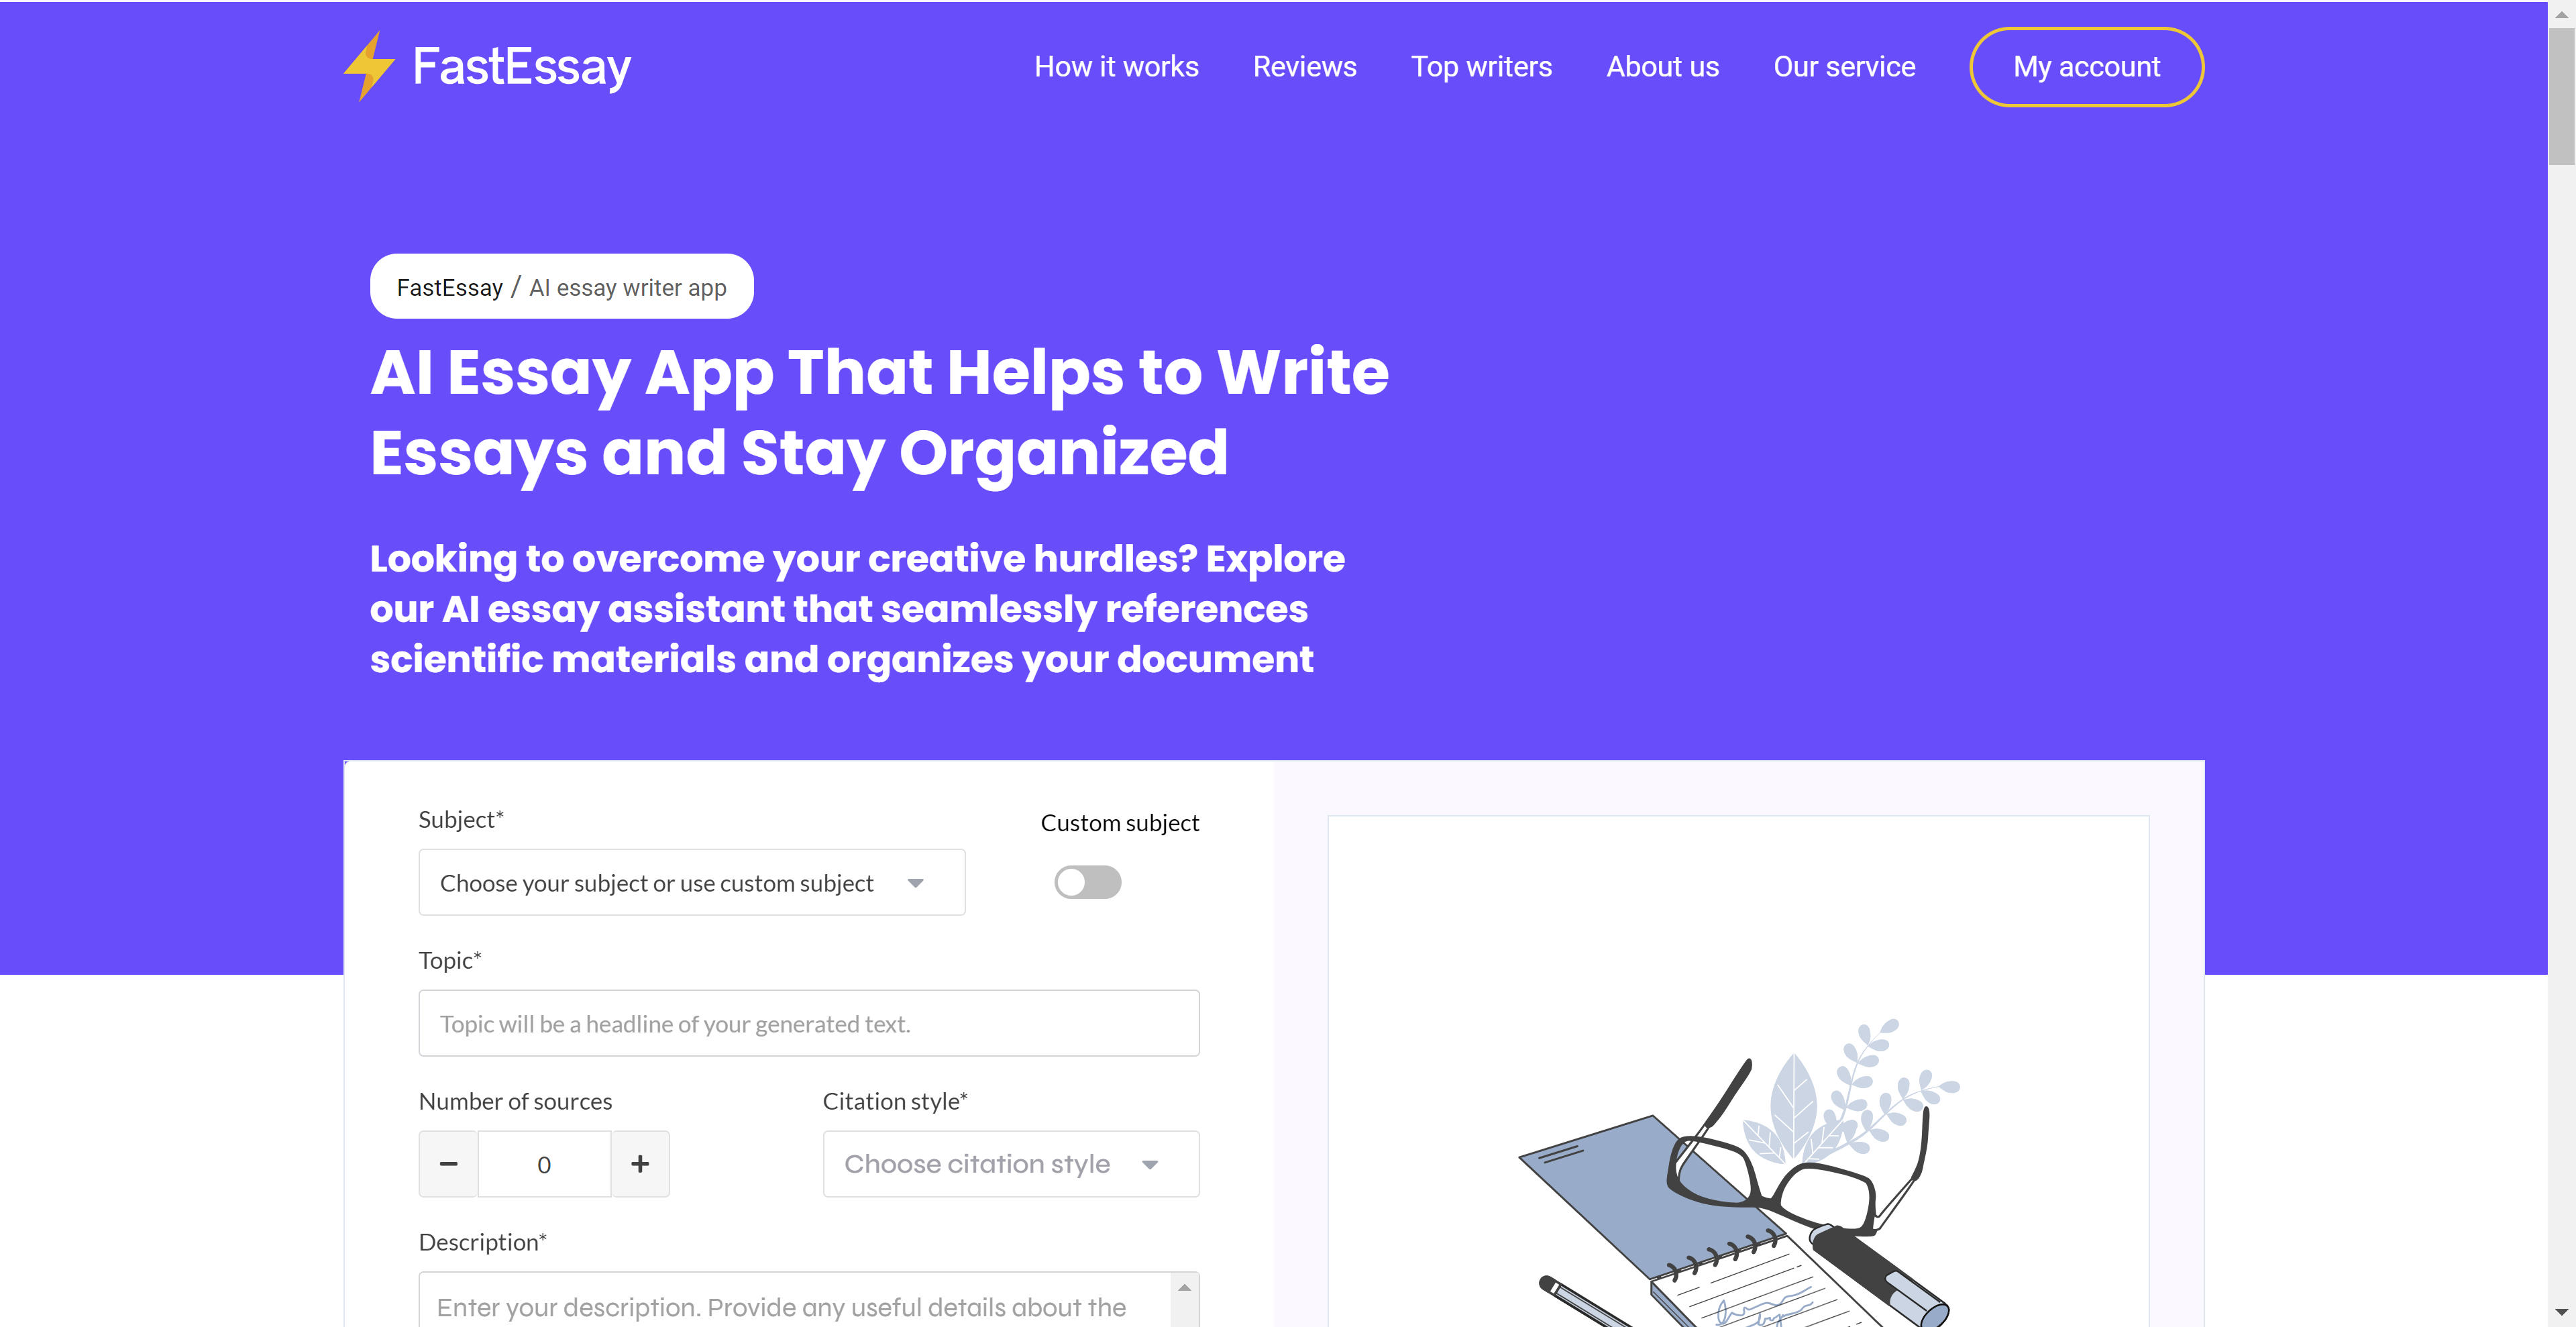 FastEssay
How it works
Reviews
Top writers
About us
Our service
My account
FastEssay / AI essay writer app
AI Essay App That Helps to Write
Essays and Stay Organized
Looking to overcome your creative hurdles? Explore
our AI essay assistant that seamlessly references
scientific materials and organizes your document
Subject*
Custom subject
Choose your subject or use custom subject
Topic*
Topic will be a headline of your generated text.
Number of sources
Citation style*
0
Choose citation style
Description*
Enter your description. Provide any useful details about the